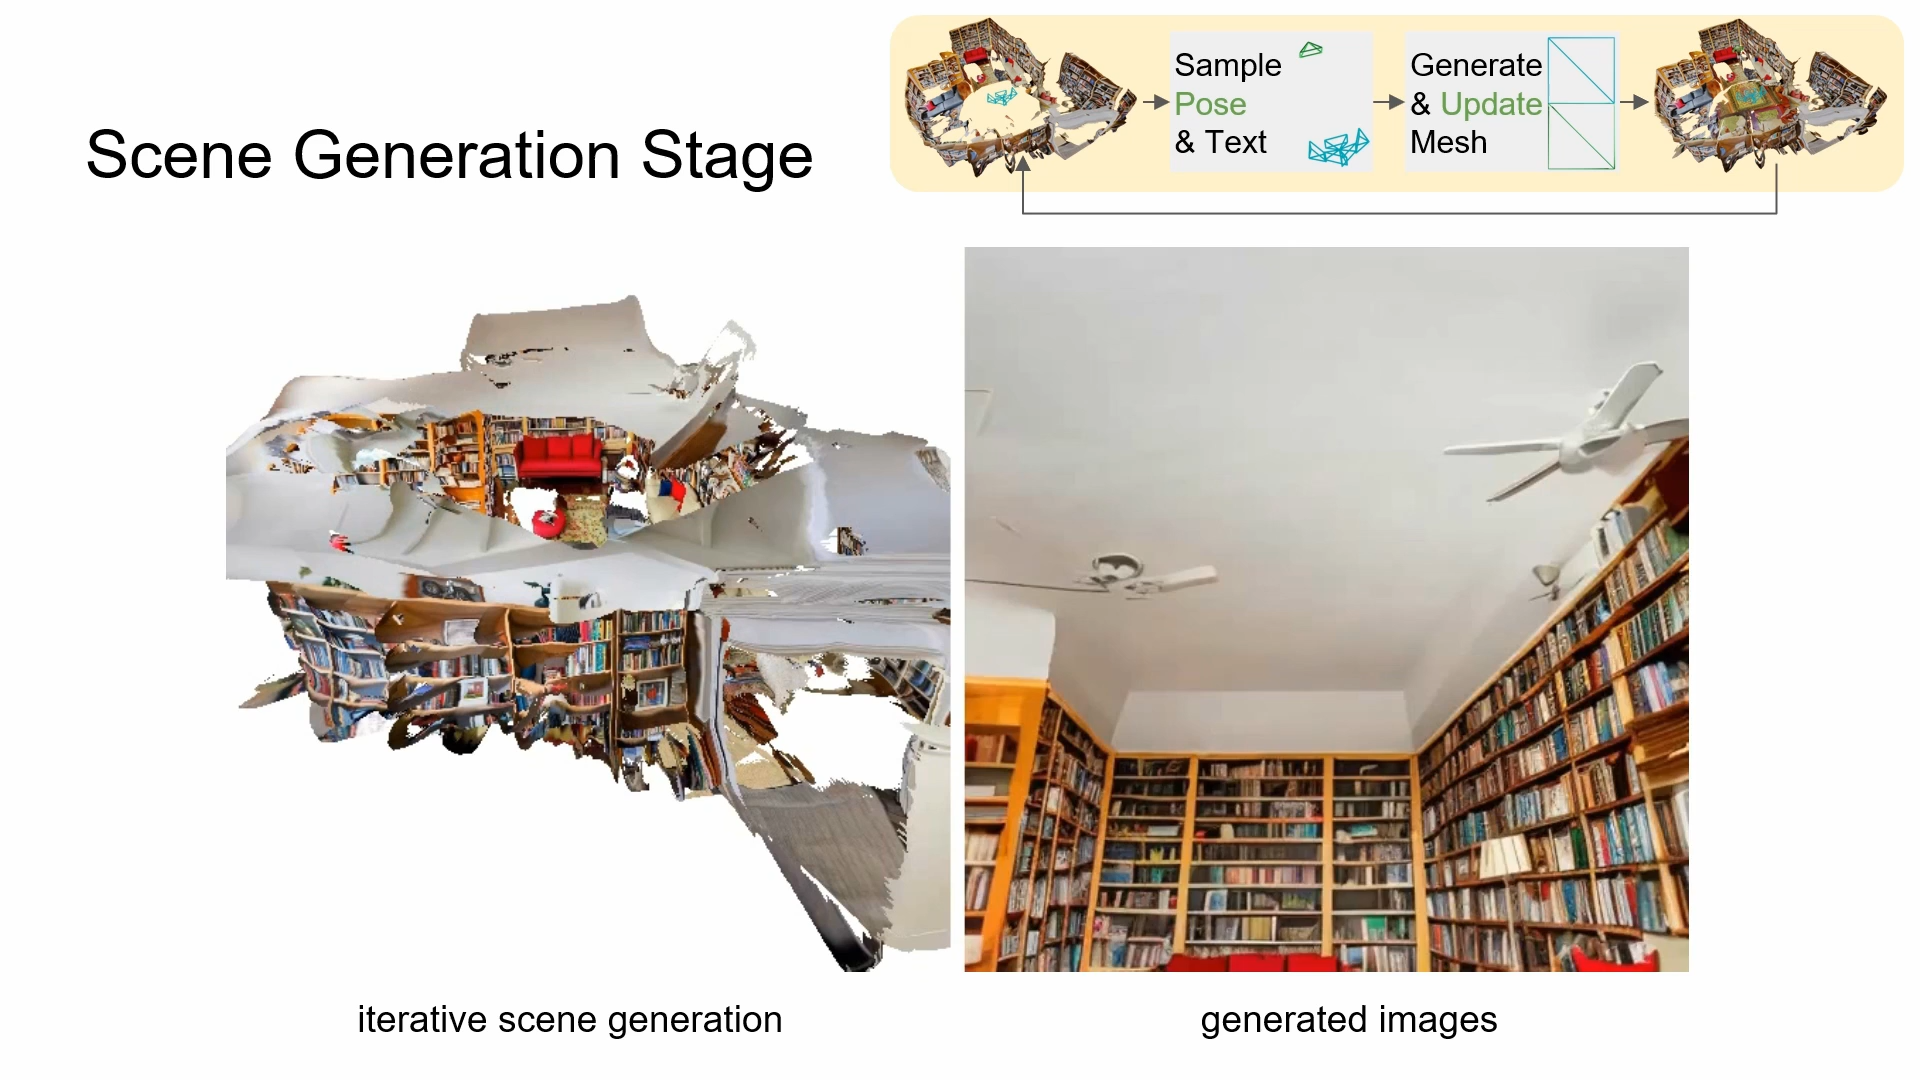 Scene Generation Stage
Sample
Pose
& Text
Generate
& Update
Mesh
iterative scene generation
generated images